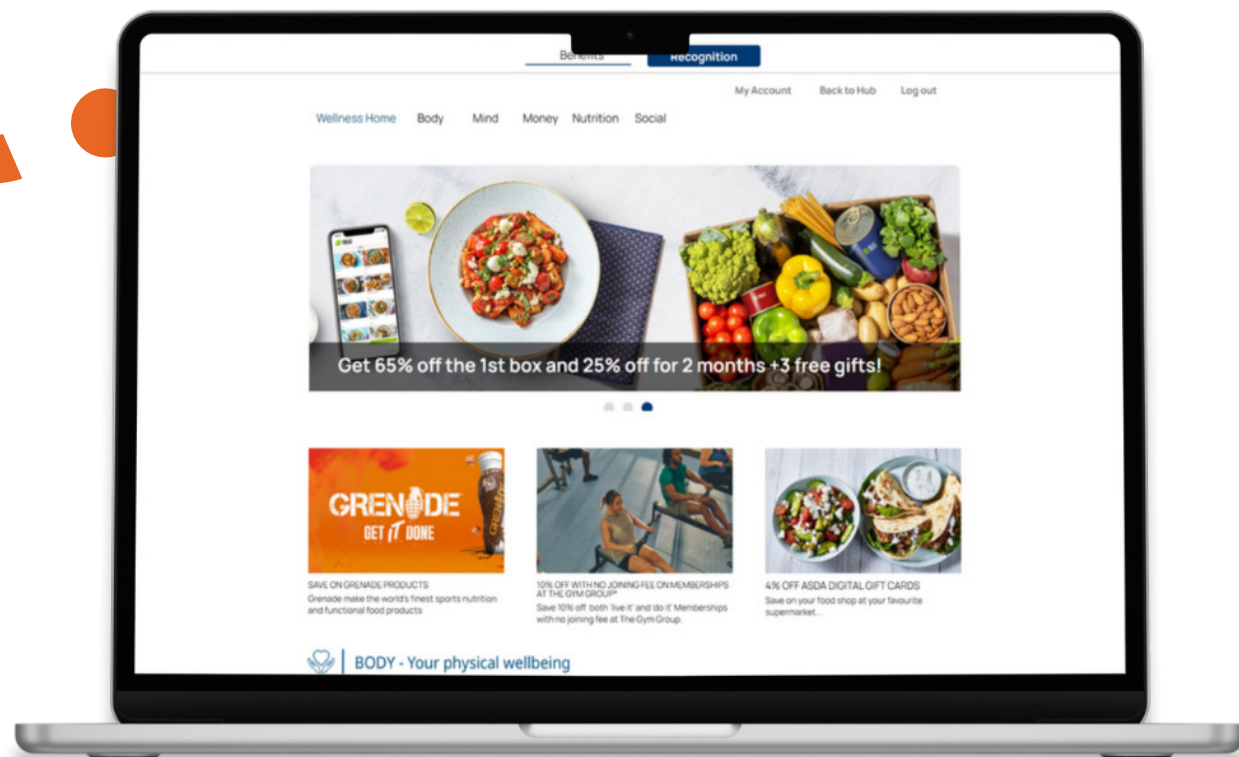 Benefits
Recognition
My Account Back to Hub Log out
Wellness Home Body Mind Money Nutrition Social
Get 65% off the 1st box and 25% off for 2 months +3 free gifts!
GRENADE
GET iT DONE
SAVE ON GRENADE PRODUCTS
Grenade make the world's finest sports nutrition
and functional food products
10% OFF WITH NO JOINING FEE ON MEMBERSHIPS
AT THE GYM GROUP*
Save 10% off both 'live it' and 'do it' Memberships
with no joining fee at The Gym Group.
4% OFF ASDA DIGITAL GIFT CARDS
Save on your food shop at your favourite
supermarket...
BODY - Your physical wellbeing